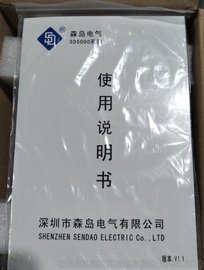 SD
®
森岛电气
SD5000系列
使用说明书
深圳市森岛电气有限公司
SHENZHEN SENDAO ELECTRIC Co., LTD
版本:V1.1